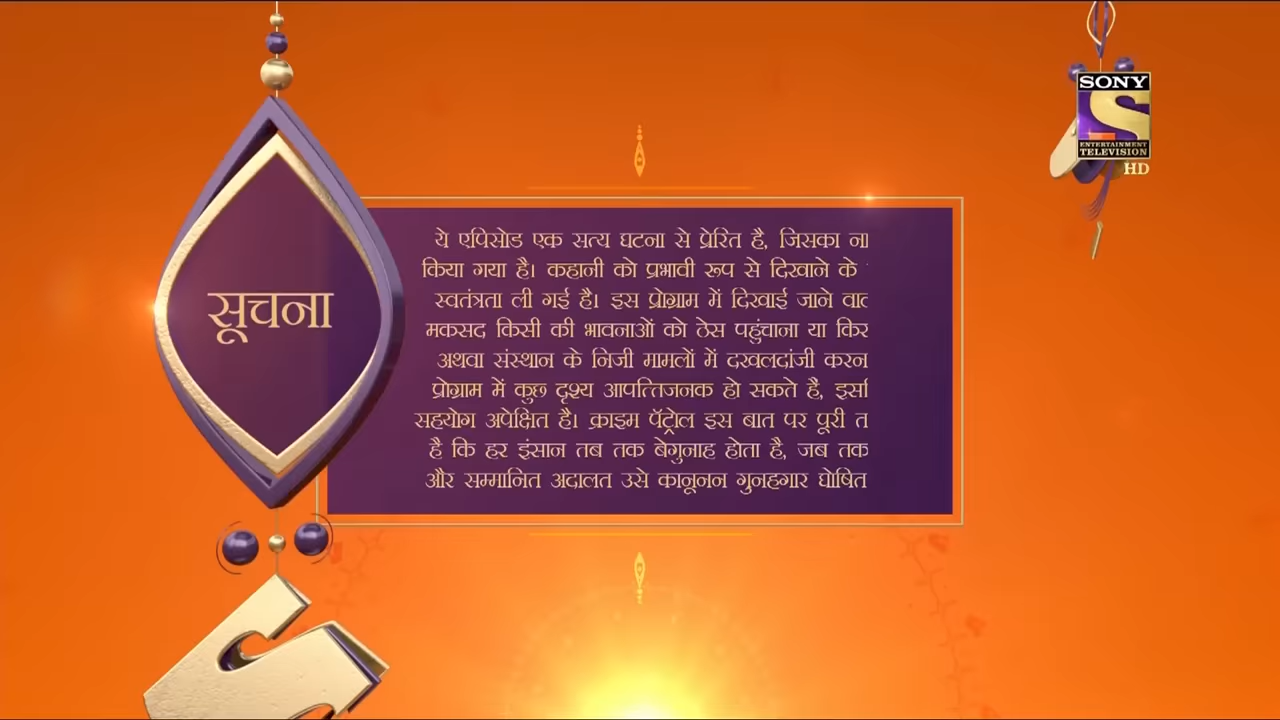 सूचना
ये एपिसोड एक सत्य घटना से प्रेरित है, जिसका ना
किया गया है। कहानी को प्रभावी रूप से दिखाने के
स्वतंत्रता ली गई है। इस प्रोग्राम में दिखाई जाने वाल
मकसद किसी की भावनाओं को ठेस पहुंचाना या किस
अथवा संस्थान के निजी मामलों में दखलदांजी करन
प्रोग्राम में कुछ दृश्य आपत्तिजनक हो सकते है, इसलि
सहयोग अपेक्षित है। क्राइम पॅट्रोल इस बात पर पूरी त
है कि हर इंसान तब तक बेगुनाह होता है, जब तक
और सम्मानित अदालत उसे कानूनन गुनहगार घोषित
SONY
ENTERTAINMENT
TELEVISION
HD